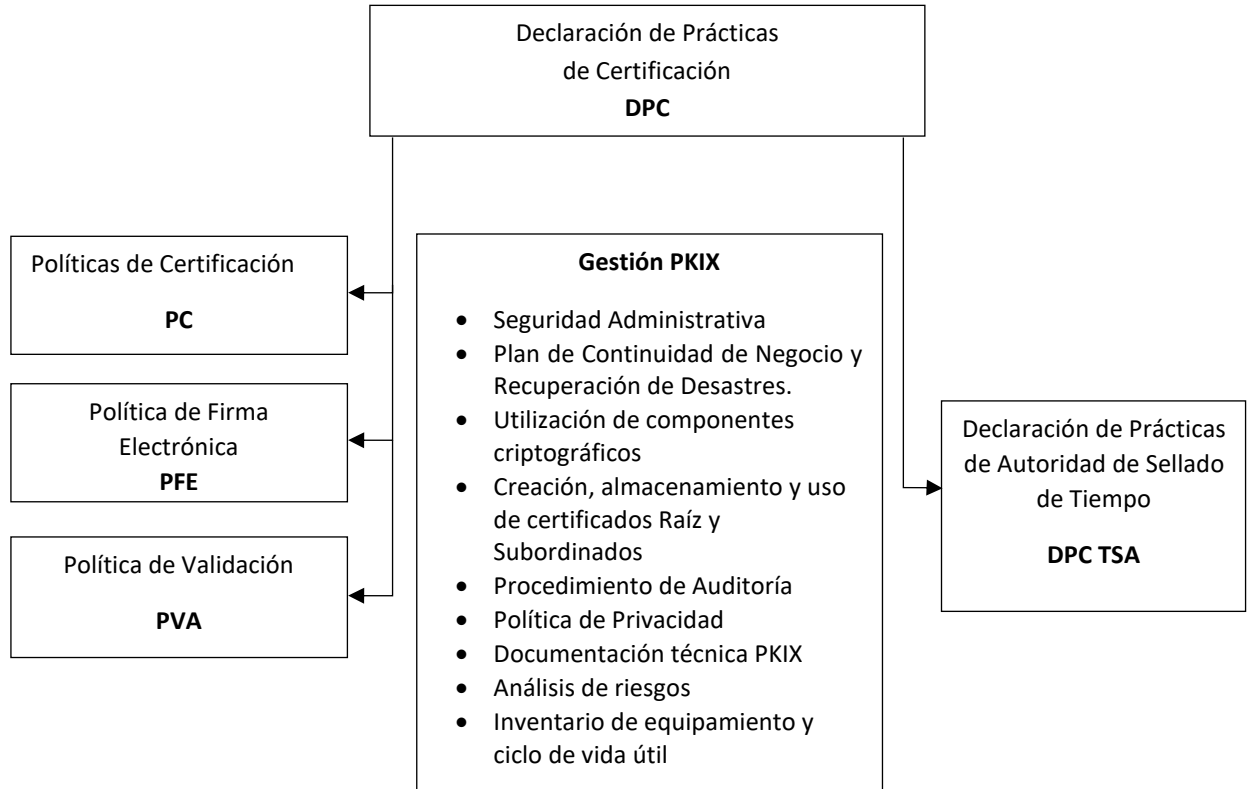 Declaración de Prácticas
de Certificación
DPC
Políticas de Certificación
PC
Política de Firma
Electrónica
PFE
Política de Validación
PVA
Gestión PKIX
• Seguridad Administrativa
• Plan de Continuidad de Negocio y
Recuperación de Desastres.
• Utilización de componentes
criptográficos
• Creación, almacenamiento y uso
de certificados Raíz y
Subordinados
• Procedimiento de Auditoría
• Política de Privacidad
• Documentación técnica PKIX
• Análisis de riesgos
• Inventario de equipamiento y
ciclo de vida útil
Declaración de Prácticas
de Autoridad de Sellado
de Tiempo
DPC TSA